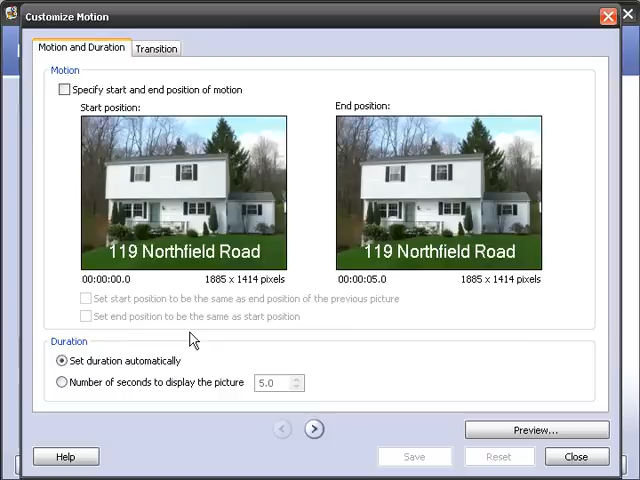 Customize Motion
Motion and Duration
Transition
Motion
Specify start and end position of motion
Start position:
End position:
119 Northfield Road
119 Northfield Road
00:00:00.0
1885 x 1414 pixels
00:00:05.0
1885 x 1414 pixels
Set start position to be the same as end position of the previous picture
Set end position to be the same as start position
Duration
Set duration automatically
Number of seconds to display the picture
5.0
Preview...
Help
Save
Reset
Close